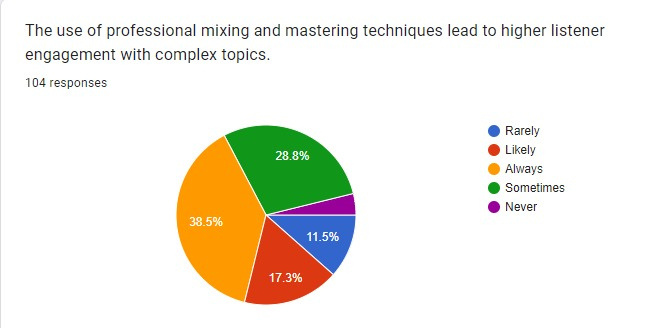 The use of professional mixing and mastering techniques lead to higher listener
engagement with complex topics.
104 responses
28.8%
38.5%
11.5%
17.3%
Rarely
Likely
Always
Sometimes
Never